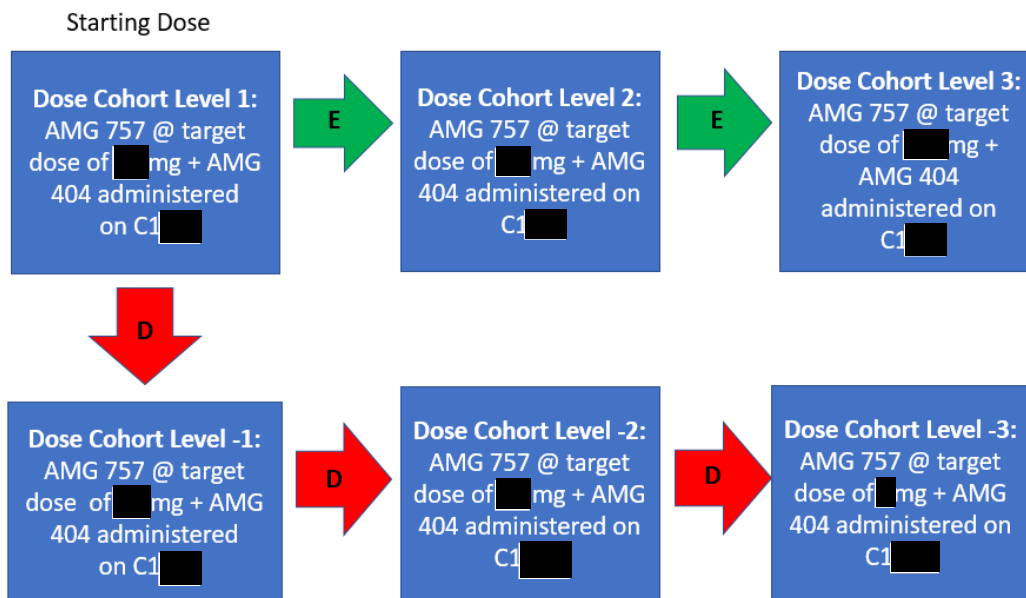 Starting Dose
Dose Cohort Level 1:
AMG 757 @ target
dose of mg + AMG
404 administered
on C1
E
Dose Cohort Level 2:
AMG 757 @ target
dose of mg + AMG
404 administered on
C1
E
Dose Cohort Level 3:
AMG 757 @ target
dose of mg +
AMG 404
administered on
C1
D
Dose Cohort Level -1:
AMG 757 @ target
dose of mg + AMG
404 administered
on C1
D
Dose Cohort Level -2:
AMG 757 @ target
dose of mg + AMG
404 administered on
C1
D
Dose Cohort Level -3:
AMG 757 @ target
dose of mg + AMG
404 administered on
C1